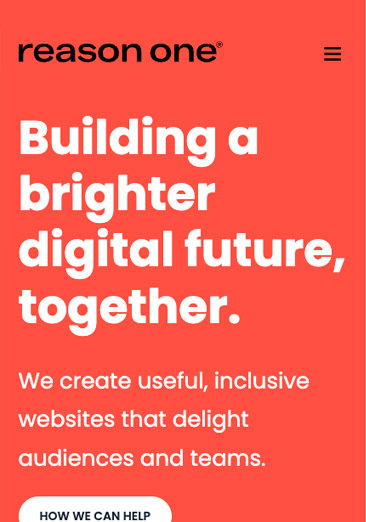 reason one®
Building a
brighter
digital future,
together.
We create useful, inclusive
websites that delight
audiences and teams.
HOW WE CAN HELP